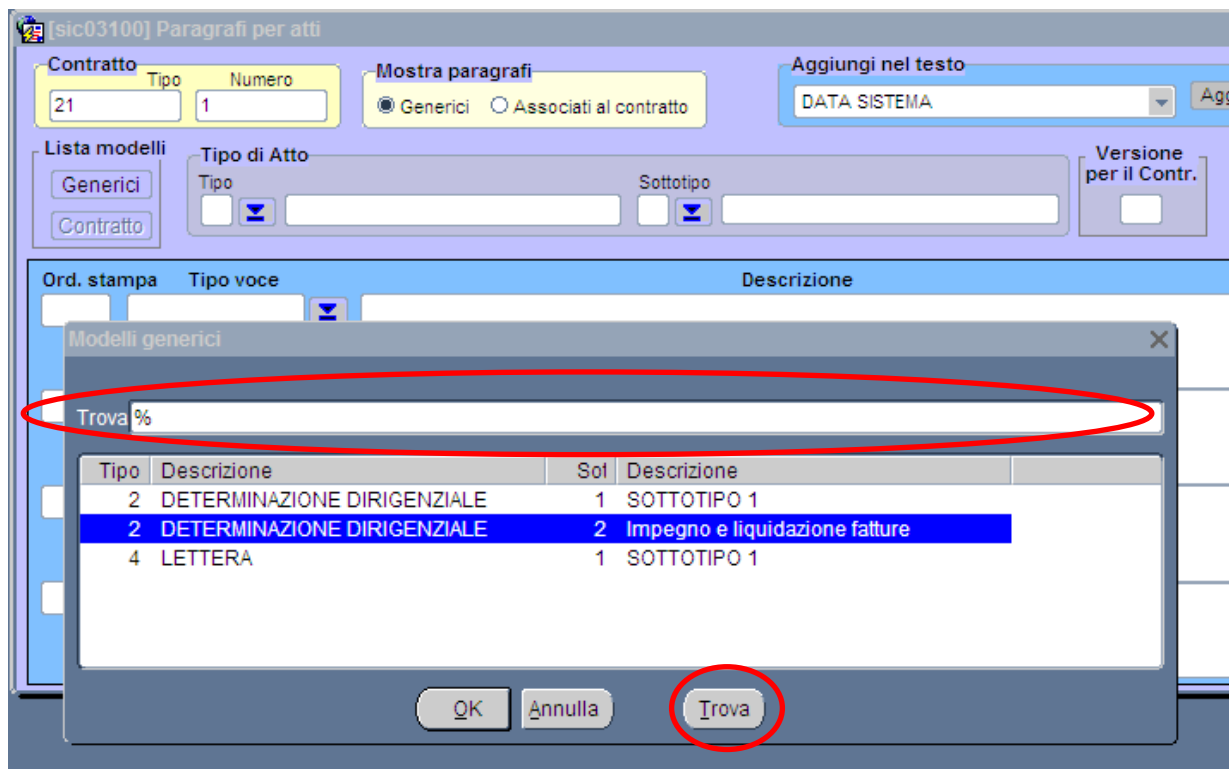 [sic03100] Paragrafi per atti
Contratto
Tipo Numero
21 1
Mostra paragrafi
Generici Associati al contratto
Aggiungi nel testo
DATA SISTEMA
Agg
Lista modelli
Generici
Contratto
Tipo di Atto
Tipo Sottotipo
Versione
per il Contr.
Ord. stampa Tipo voce Descrizione
Modelli generici
Trova %
Tipo Descrizione Sot Descrizione
2 DETERMINAZIONE DIRIGENZIALE 1 SOTTOTIPO 1
2 DETERMINAZIONE DIRIGENZIALE 2 Impegno e liquidazione fatture
4 LETTERA 1 SOTTOTIPO 1
OK Annulla Trova